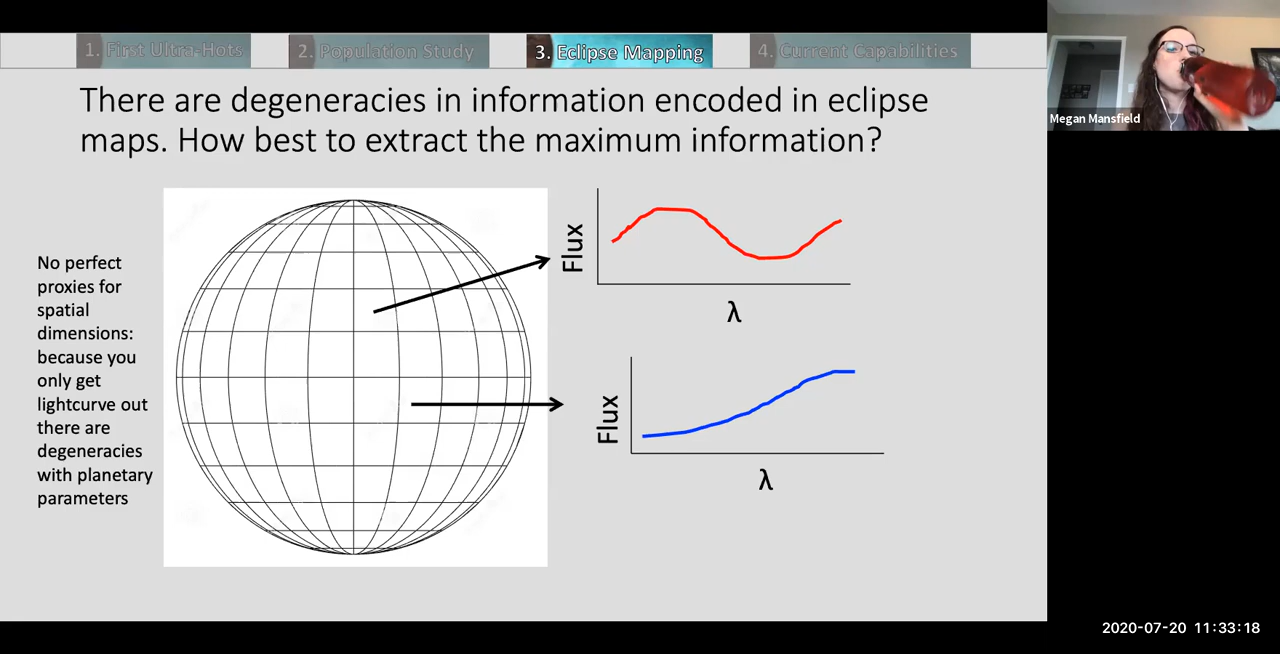 1. First Ultra-Hots
2. Population Study
3. Eclipse Mapping
4. Current Capabilities
Megan Mansfield
There are degeneracies in information encoded in eclipse
maps. How best to extract the maximum information?
No perfect
proxies for
spatial
dimensions:
because you
only get
lightcurve out
there are
degeneracies
with planetary
parameters
Flux
λ
Flux
λ
2020-07-20 11:33:18